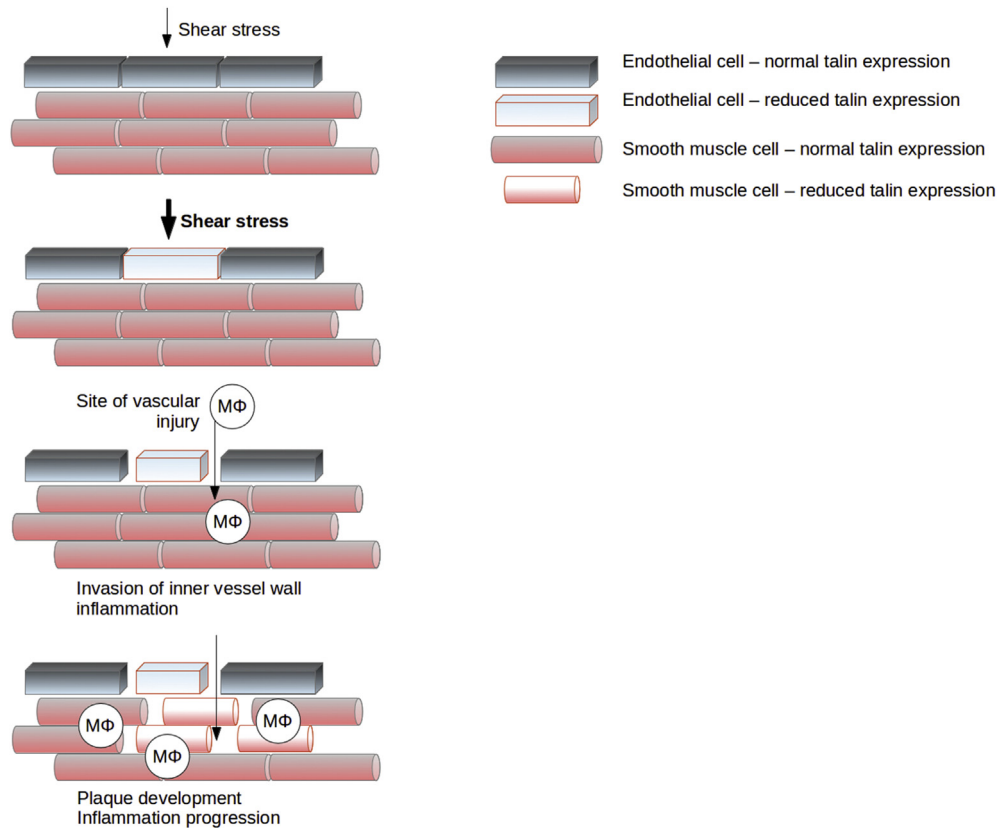 Shear stress
Endothelial cell – normal talin expression
Endothelial cell – reduced talin expression
Smooth muscle cell – normal talin expression
Smooth muscle cell – reduced talin expression
Shear stress
Site of vascular
injury
MΦ
MΦ
Invasion of inner vessel wall
inflammation
MΦ
MΦ
MΦ
Plaque development
Inflammation progression